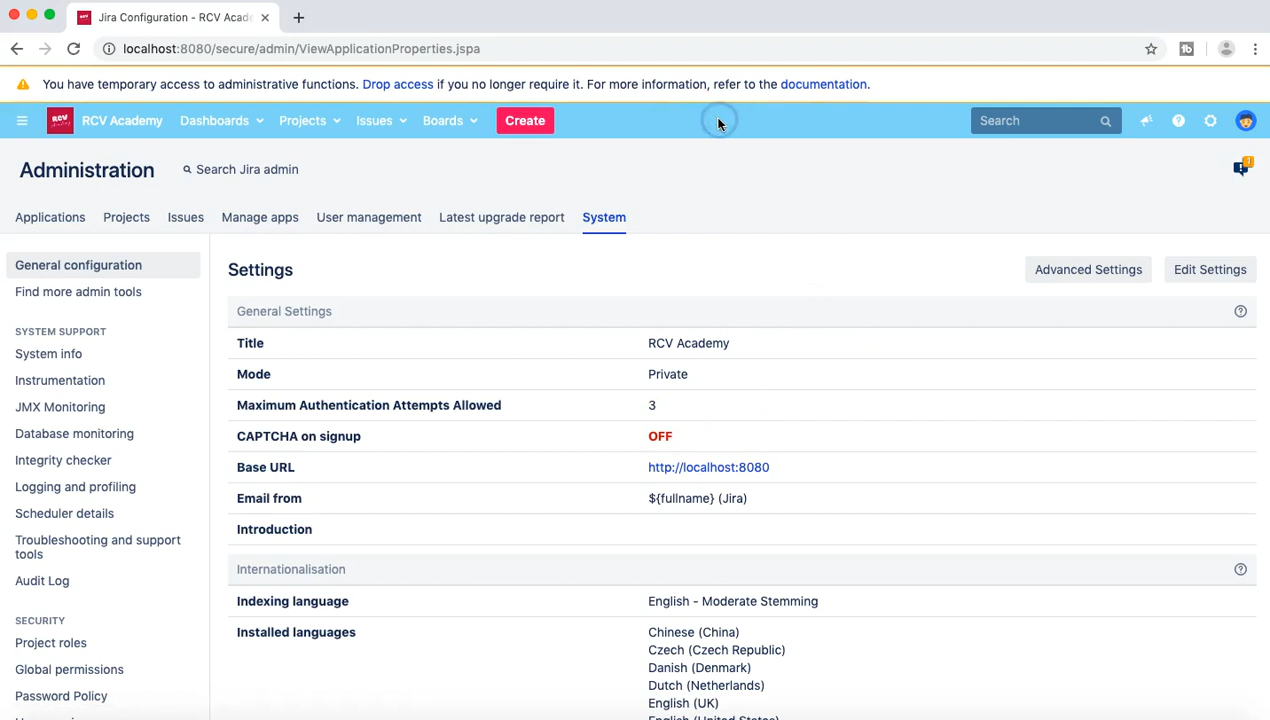 Jira Configuration - RCV Acad
localhost:8080/secure/admin/ViewApplicationProperties.jspa
You have temporary access to administrative functions. Drop access if you no longer require it. For more information, refer to the documentation.
RCV Academy Dashboards Projects Issues Boards Create Search
Administration Search Jira admin
Applications Projects Issues Manage apps User management Latest upgrade report System
General configuration
Find more admin tools
SYSTEM SUPPORT
System info
Instrumentation
JMX Monitoring
Database monitoring
Integrity checker
Logging and profiling
Scheduler details
Troubleshooting and support
tools
Audit Log
SECURITY
Project roles
Global permissions
Password Policy
Settings Advanced Settings Edit Settings
General Settings
Title RCV Academy
Mode Private
Maximum Authentication Attempts Allowed 3
CAPTCHA on signup OFF
Base URL http://localhost:8080
Email from ${fullname} (Jira)
Introduction
Internationalisation
Indexing language English - Moderate Stemming
Installed languages Chinese (China)
Czech (Czech Republic)
Danish (Denmark)
Dutch (Netherlands)
English (UK)
English (United States)